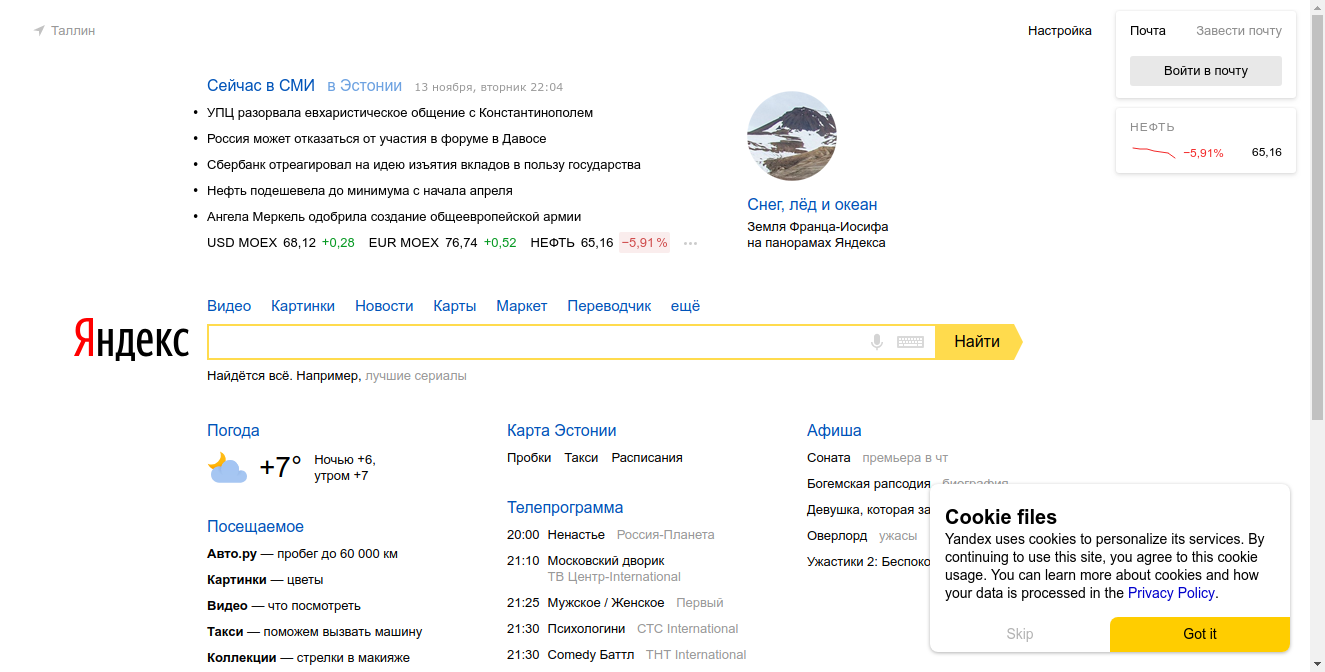 Таллин
Настройка
Почта Завести почту
Войти в почту
НЕФТЬ
−5,91% 65,16
Сейчас в СМИ в Эстонии 13 ноября, вторник 22:04
• УПЦ разорвала евхаристическое общение с Константинополем
• Россия может отказаться от участия в форуме в Давосе
• Сбербанк отреагировал на идею изъятия вкладов в пользу государства
• Нефть подешевела до минимума с начала апреля
• Ангела Меркель одобрила создание общеевропейской армии
USD MOEX 68,12 +0,28 EUR MOEX 76,74 +0,52 НЕФТЬ 65,16 −5,91% ...
Снег, лёд и океан
Земля Франца-Иосифа
на панорамах Яндекса
Видео Картинки Новости Карты Маркет Переводчик ещё
Яндекс
Найти
Найдётся всё. Например, лучшие сериалы
Погода
+7° Ночью +6,
утром +7
Посещаемое
Авто.ру — пробег до 60 000 км
Картинки — цветы
Видео — что посмотреть
Такси — поможем вызвать машину
Коллекции — стрелки в макияже
Карта Эстонии
Пробки Такси Расписания
Телепрограмма
20:00 Ненастье Россия-Планета
21:10 Московский дворик
ТВ Центр-International
21:25 Мужское / Женское Первый
21:30 Психологини СТС International
21:30 Comedy Баттл ТНТ International
Афиша
Соната премьера в чт
Богемская рапсодия биография
Девушка, которая за
Оверлорд ужасы
Ужастики 2: Беспоко
Cookie files
Yandex uses cookies to personalize its services. By
continuing to use this site, you agree to this cookie
usage. You can learn more about cookies and how
your data is processed in the Privacy Policy.
Skip Got it